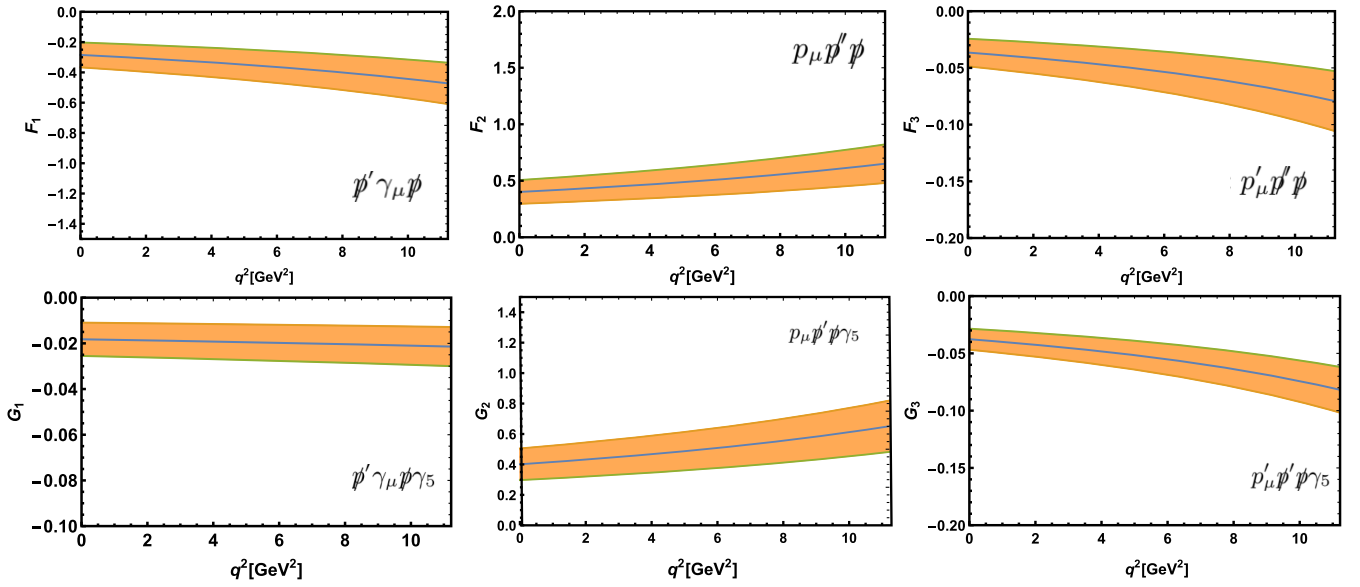 0.0
−0.2
−0.4
−0.6
−0.8
−1.0
−1.2
−1.4
F₁
p̸′γ_μp̸
0 2 4 6 8 10
q²[GeV²]
2.0
1.5
1.0
0.5
0.0
F₂
p_μp̸′p̸
0 2 4 6 8 10
q²[GeV²]
0.00
−0.05
−0.10
−0.15
−0.20
F₃
p′_μp̸′p̸
0 2 4 6 8 10
q²[GeV²]
0.00
−0.02
−0.04
−0.06
−0.08
−0.10
G₁
p̸′γ_μp̸γ₅
0 2 4 6 8 10
q²[GeV²]
1.4
1.2
1.0
0.8
0.6
0.4
0.2
0.0
G₂
p_μp̸′p̸γ₅
0 2 4 6 8 10
q²[GeV²]
0.00
−0.05
−0.10
−0.15
−0.20
G₃
p′_μp̸′p̸γ₅
0 2 4 6 8 10
q²[GeV²]